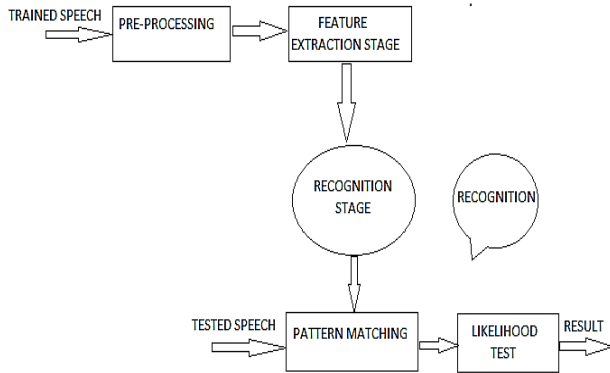 TRAINED SPEECH
PRE-PROCESSING
FEATURE
EXTRACTION STAGE
RECOGNITION
STAGE
RECOGNITION
TESTED SPEECH
PATTERN MATCHING
LIKELIHOOD
TEST
RESULT